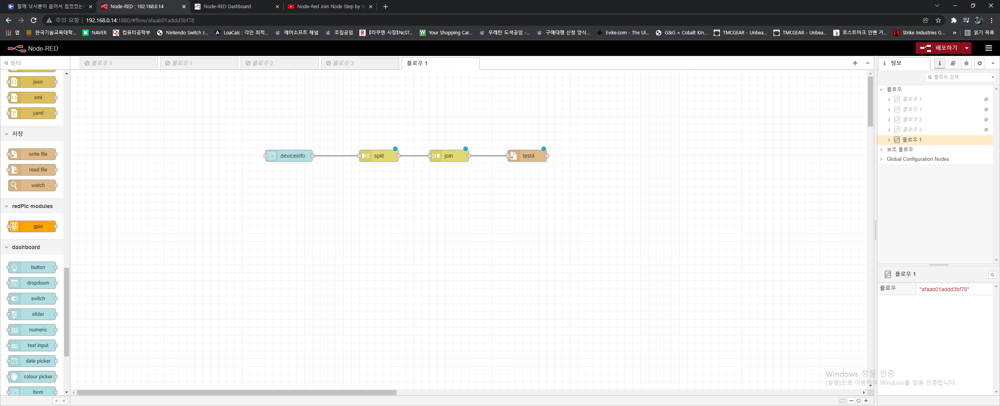 할께 낚시뿐이 옶어서 접었었는데
Node-RED : 192.168.0.14
Node-RED Dashboard
Node-Red Join Node Step by S
주의 요함
192.168.0.14:1880/#flow/afaab01addd3bf78
앱
한국기술교육대학...
NAVER
컴퓨터공학부
Nintendo Switch J...
LoaCalc : 각인 최적...
에어소프트 채널
조립공임
【라쿠텐 시장】NcST...
Your Shopping Car...
우레탄 도색공임 -...
구매대행 신청 양식...
Evike.com - The Ul...
G&G × Cobalt Kin...
TMCGEAR - Unbea...
TMCGEAR - Unbea...
로스트아크 인벤 거...
Strike Industries G...
»
읽기 목록
Node-RED
배포하기
필터
플로우 1
플로우 1
플로우 2
플로우 3
플로우 1
정보
json
xml
yaml
저장
write file
read file
watch
redPlc modules
gpio
dashboard
button
dropdown
switch
slider
123 numeric
abc text input
date picker
colour picker
form
deviceinfo
split
join
test4
플로우 검색
플로우
플로우 1
플로우 1
플로우 2
플로우 3
플로우 1
보조 플로우
Global Configuration Nodes
플로우 1
플로우
"afaab01addd3bf78"
Windows 정품 인증
[설정]으로 이동하여 Windows를 정품 인증합니다.